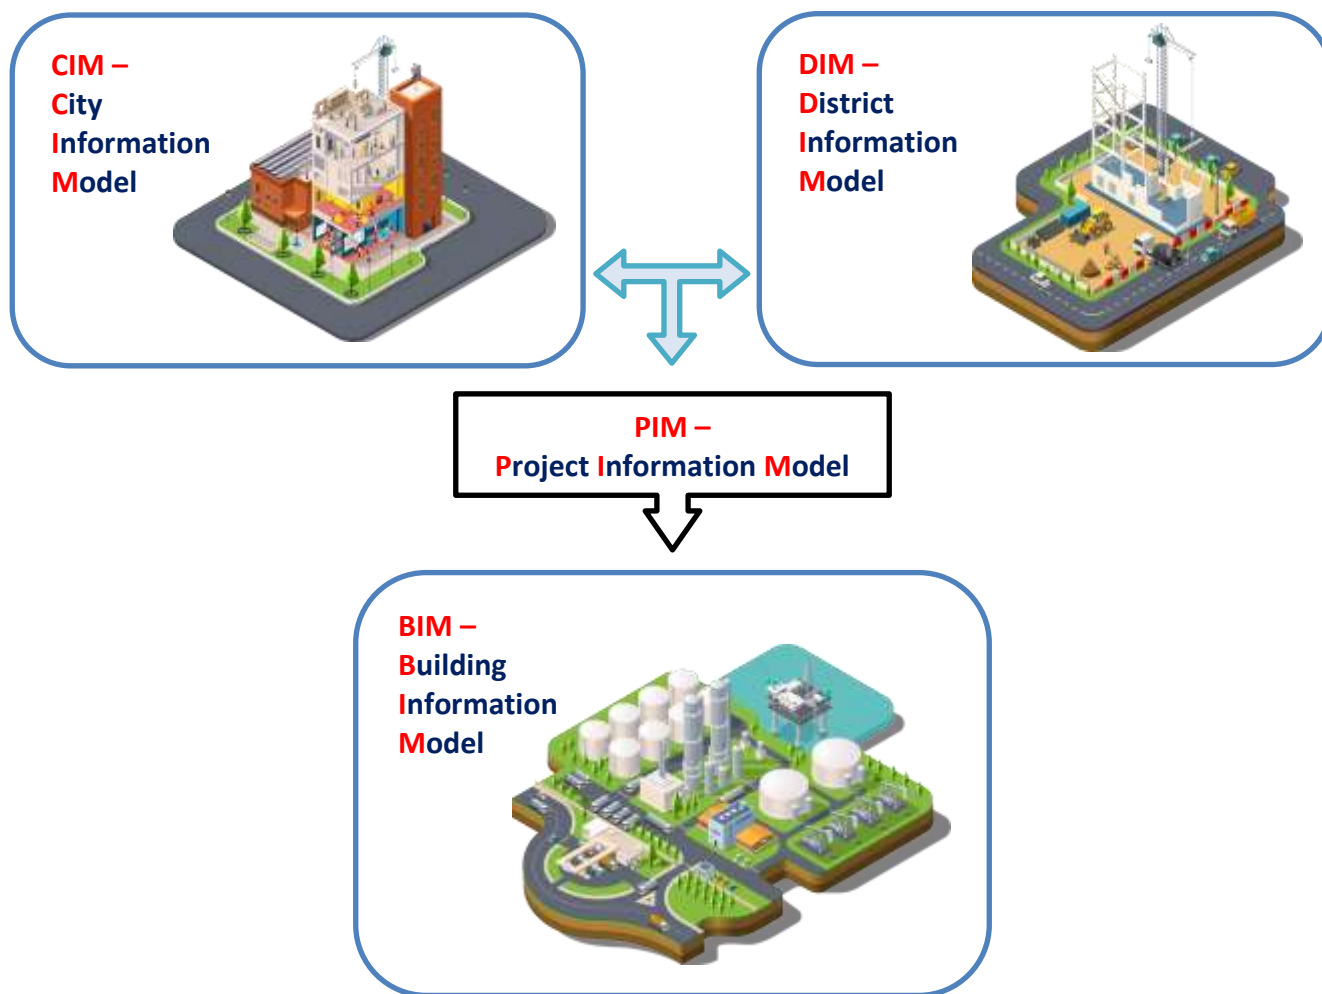 CIM –
City
Information
Model
DIM –
District
Information
Model
PIM –
Project Information Model
BIM –
Building
Information
Model